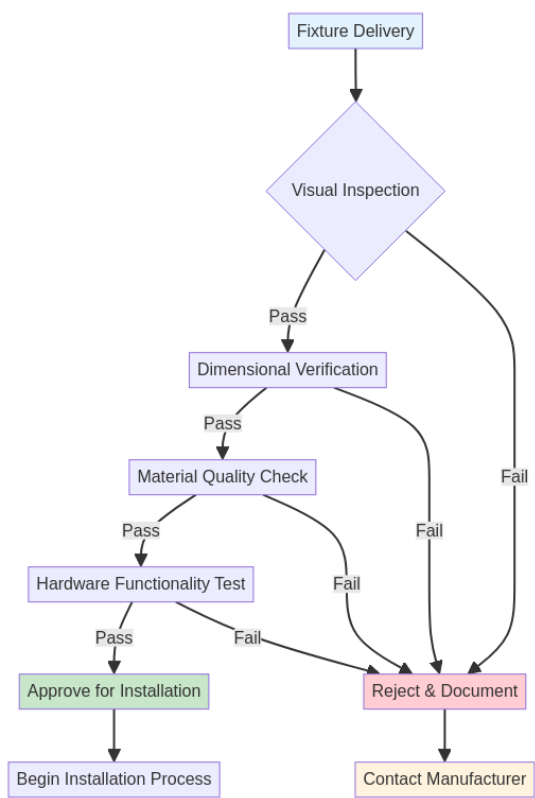 Fixture Delivery
Visual Inspection
Pass
Dimensional Verification
Pass
Material Quality Check
Fail
Pass
Fail
Hardware Functionality Test
Fail
Pass
Fail
Approve for Installation
Reject & Document
Begin Installation Process
Contact Manufacturer